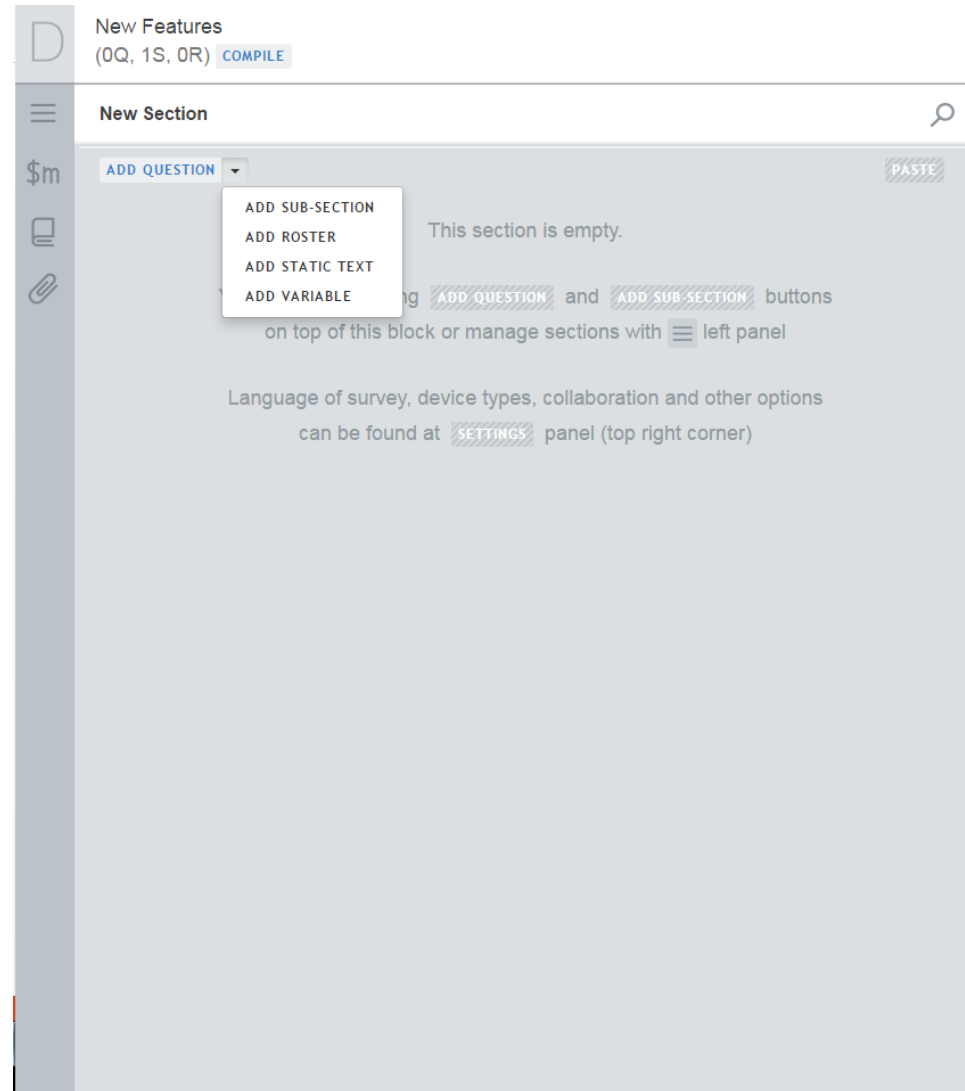 D
New Features
(0Q, 1S, 0R) COMPILE
New Section
$m
ADD QUESTION
PASTE
ADD SUB-SECTION
ADD ROSTER
ADD STATIC TEXT
ADD VARIABLE
This section is empty.
ADD QUESTION and ADD SUB-SECTION buttons
on top of this block or manage sections with left panel
Language of survey, device types, collaboration and other options
can be found at SETTINGS panel (top right corner)